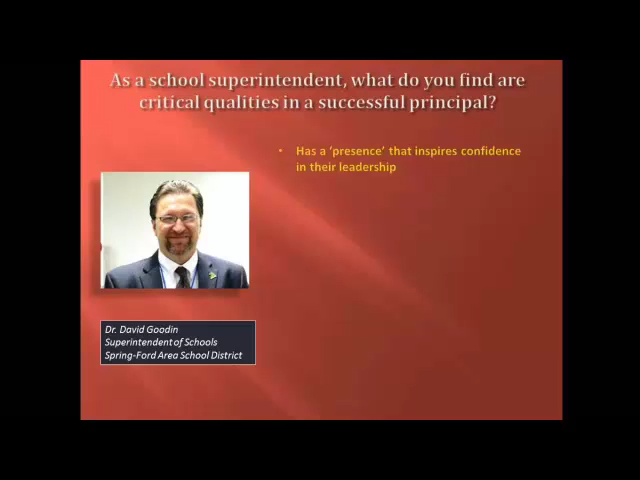 As a school superintendent, what do you find are
critical qualities in a successful principal?
• Has a ‘presence’ that inspires confidence
in their leadership
Dr. David Goodin
Superintendent of Schools
Spring-Ford Area School District